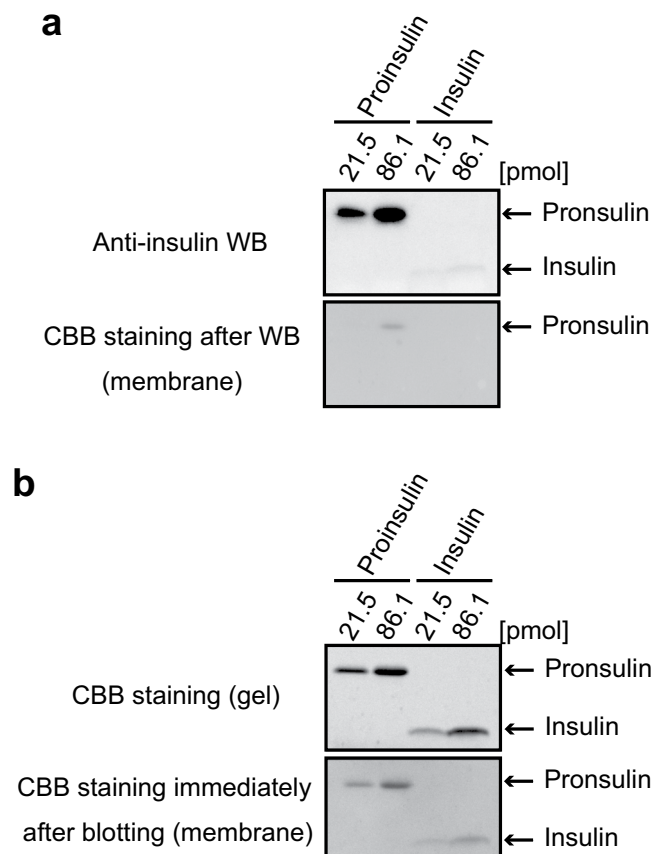 a
Proinsulin Insulin
21.5 86.1 21.5 86.1 [pmol]
Anti-insulin WB
← Pronsulin
← Insulin
CBB staining after WB
(membrane)
← Pronsulin
b
Proinsulin Insulin
21.5 86.1 21.5 86.1 [pmol]
CBB staining (gel)
← Pronsulin
← Insulin
CBB staining immediately
after blotting (membrane)
← Pronsulin
← Insulin